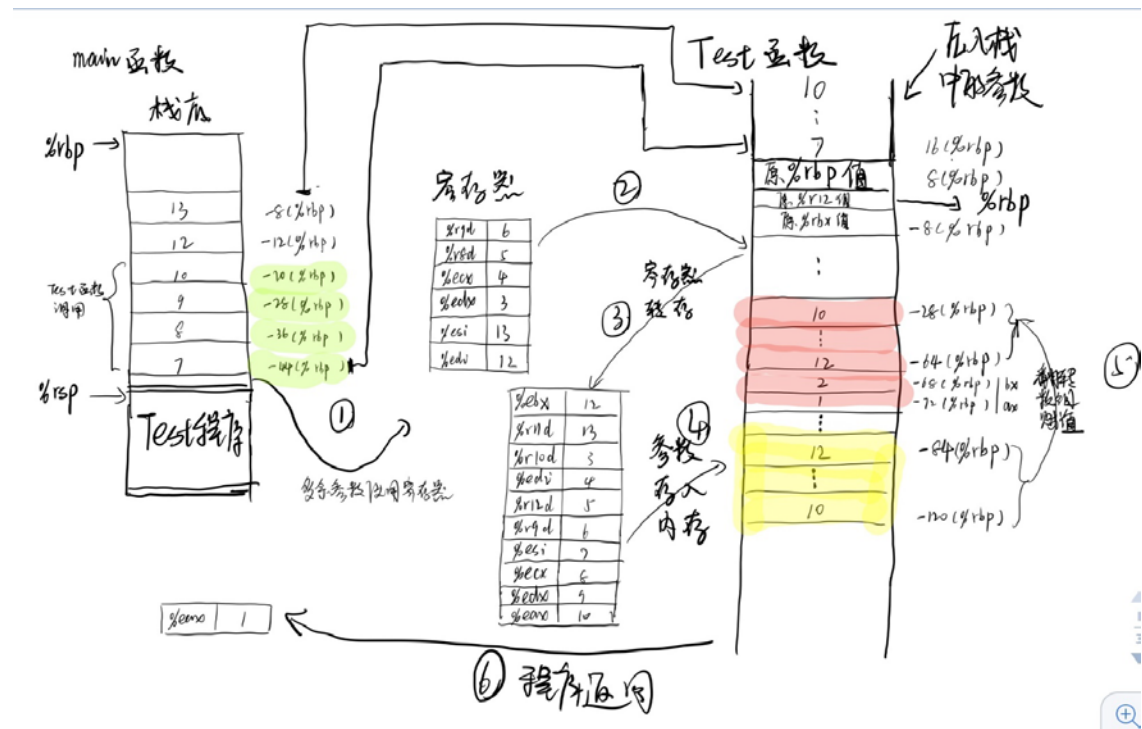 main函数
栈底
%rbp
13
-8(%rbp)
12
-12(%rbp)
10
-20(%rbp)
9
-28(%rbp)
8
-36(%rbp)
7
-44(%rbp)
Test函数
调用
%rsp
Test程序
①
多余参数
寄存器
%r9d 6
%r8d 5
%ecx 4
%edx 3
%esi 13
%edi 12
②
寄存器
转存
③
%ebx 12
%r11d 13
%r10d 3
%edi 4
%r12d 5
%r9d 6
%esi 7
%ecx 8
%edx 9
%eax 10
④
参数
存入
内存
Test函数
压入栈
中的参数
10
7
16(%rbp)
8(%rbp)
原%rbp值
%rbp
原%r12值
原%rbx值
-8(%rbp)
10
-28(%rbp)
12
-64(%rbp)
2
-68(%rbp) bx
1
-72(%rbp) ax
12
-84(%rbp)
10
-120(%rbp)
数组
赋值
⑤
%eax 1
⑥ 程序返回